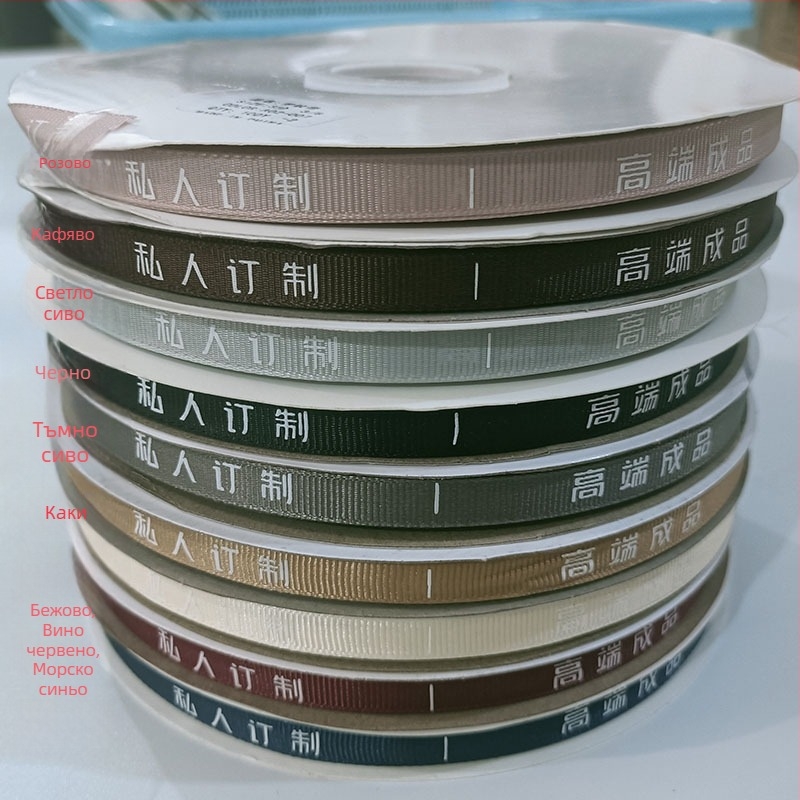 Розово
私人订制 | 高端成品
Кафяво
私人订制 | 高端成品
Светло
сиво
私人订制 | 高端成品
Черно
私人订制 | 高端成品
Тъмно
сиво
私人订制 | 高端成品
Каки
私人订制 | 高端成品
Бежово,
Вино
червено,
Морско
синьо
私人订制 | 高端成品
私人订制 | 高端成品